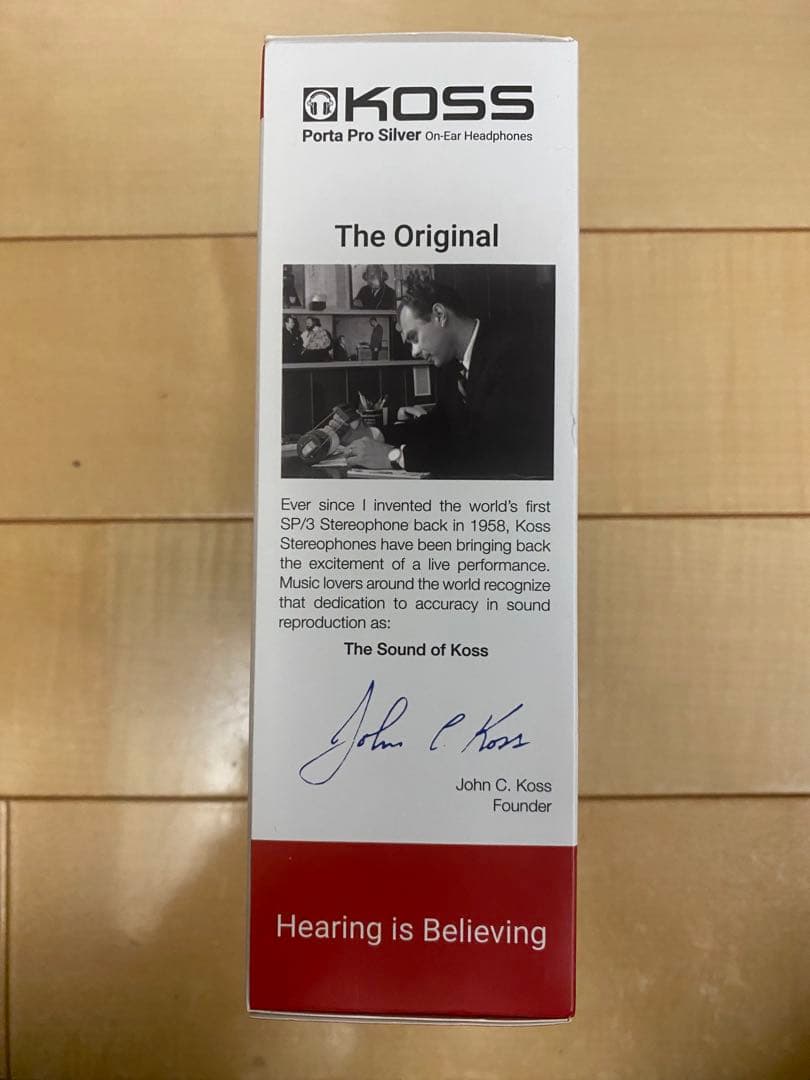 KOSS
Porta Pro Silver On-Ear Headphones
The Original
Ever since I invented the world's first
SP/3 Stereophone back in 1958, Koss
Stereophones have been bringing back
the excitement of a live performance.
Music lovers around the world recognize
that dedication to accuracy in sound
reproduction as:
The Sound of Koss
John C. Koss
John C. Koss
Founder
Hearing is Believing